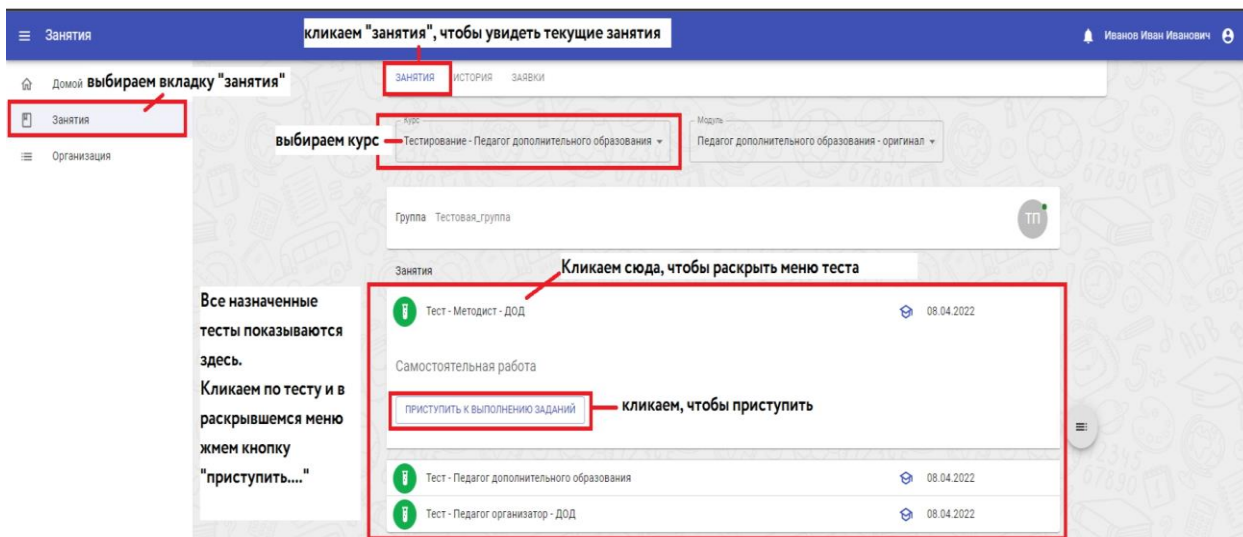 Занятия
кликаем "занятия", чтобы увидеть текущие занятия
Иванов Иван Иванович
Домой
выбираем вкладку "занятия"
ЗАНЯТИЯ ИСТОРИЯ ЗАЯВКИ
Занятия
Организация
выбираем курс
Курс
Тестирование - Педагог дополнительного образования
Модуль
Педагог дополнительного образования - оригинал
Группа Тестовая_группа
ТП
Занятия
Кликаем сюда, чтобы раскрыть меню теста
Все назначенные
тесты показываются
здесь.
Кликаем по тесту и в
раскрывшемся меню
жмем кнопку
"приступить...."
Тест - Методист - ДОД 08.04.2022
Самостоятельная работа
ПРИСТУПИТЬ К ВЫПОЛНЕНИЮ ЗАДАНИЙ
кликаем, чтобы приступить
Тест - Педагог дополнительного образования 08.04.2022
Тест - Педагог организатор - ДОД 08.04.2022